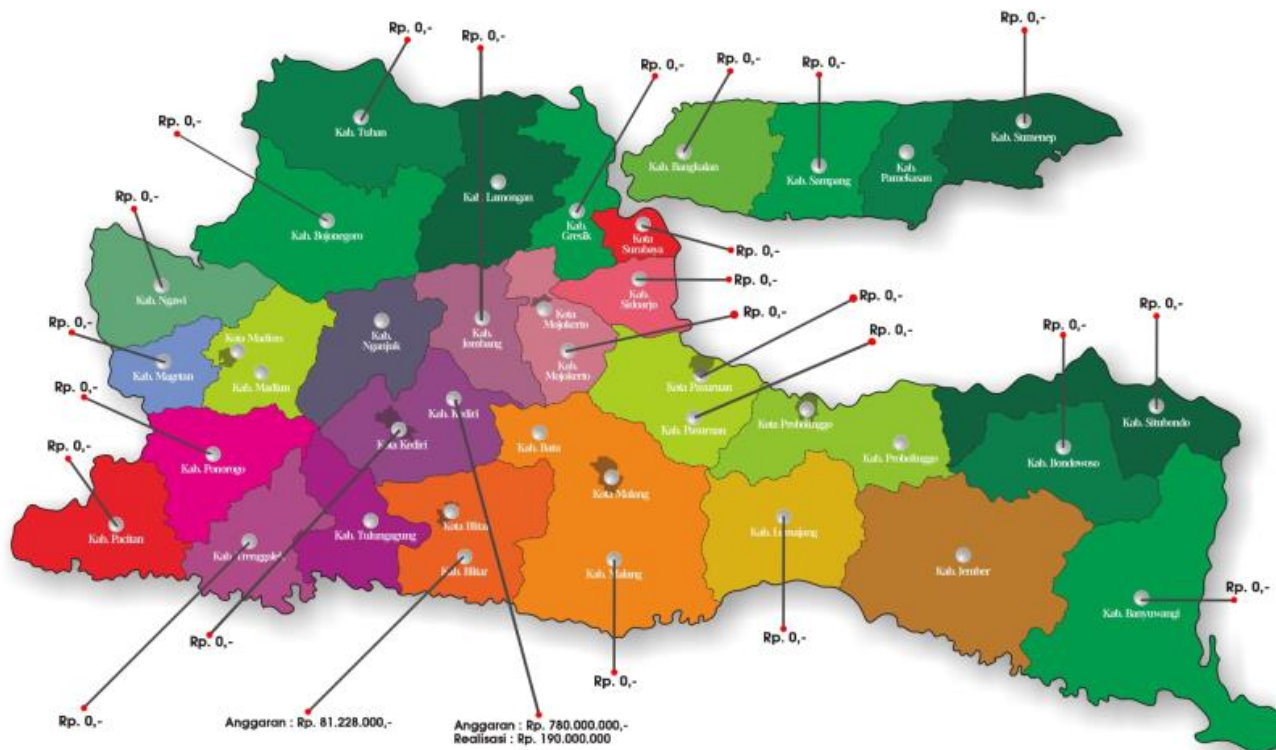 Rp. 0,-
Rp. 0,-
Rp. 0,-
Rp. 0,-
Rp. 0,-
Rp. 0,-
Rp. 0,-
Rp. 0,-
Kab. Tuban
Kab. Sumenep
Kab. Bangkalan
Kab. Sampang
Kab.
Pamekasan
Kab. Lamongan
Rp. 0,-
Kab. Bojonegoro
Kab.
Gresik
Kota
Surabaya
Rp. 0,-
Kab. Ngawi
Kab.
Sidoarjo
Rp. 0,-
Rp. 0,-
Kota
Mojokerto
Rp. 0,-
Rp. 0,-
Kab.
Nganjuk
Kab.
Jombang
Kota Madiun
Rp. 0,-
Rp. 0,-
Rp. 0,-
Kab. Magetan
Kab. Madiun
Kab.
Mojokerto
Kota Pasuruan
Rp. 0,-
Kab. Kediri
Kab. Pasuruan
Kota Probolinggo
Kab. Situbondo
Kota Kediri
Kab. Batu
Kab. Probolinggo
Kab. Bondowoso
Rp. 0,-
Kab. Ponorogo
Kota Malang
Kab. Pacitan
Kab. Trenggalek
Kab. Tulungagung
Kota Blitar
Kab. Blitar
Kab. Malang
Kab. Lumajang
Kab. Jember
Kab. Banyuwangi
Rp. 0,-
Rp. 0,-
Rp. 0,-
Rp. 0,-
Rp. 0,-
Anggaran : Rp. 81.228.000,-
Anggaran : Rp. 780.000.000,-
Realisasi : Rp. 190.000.000